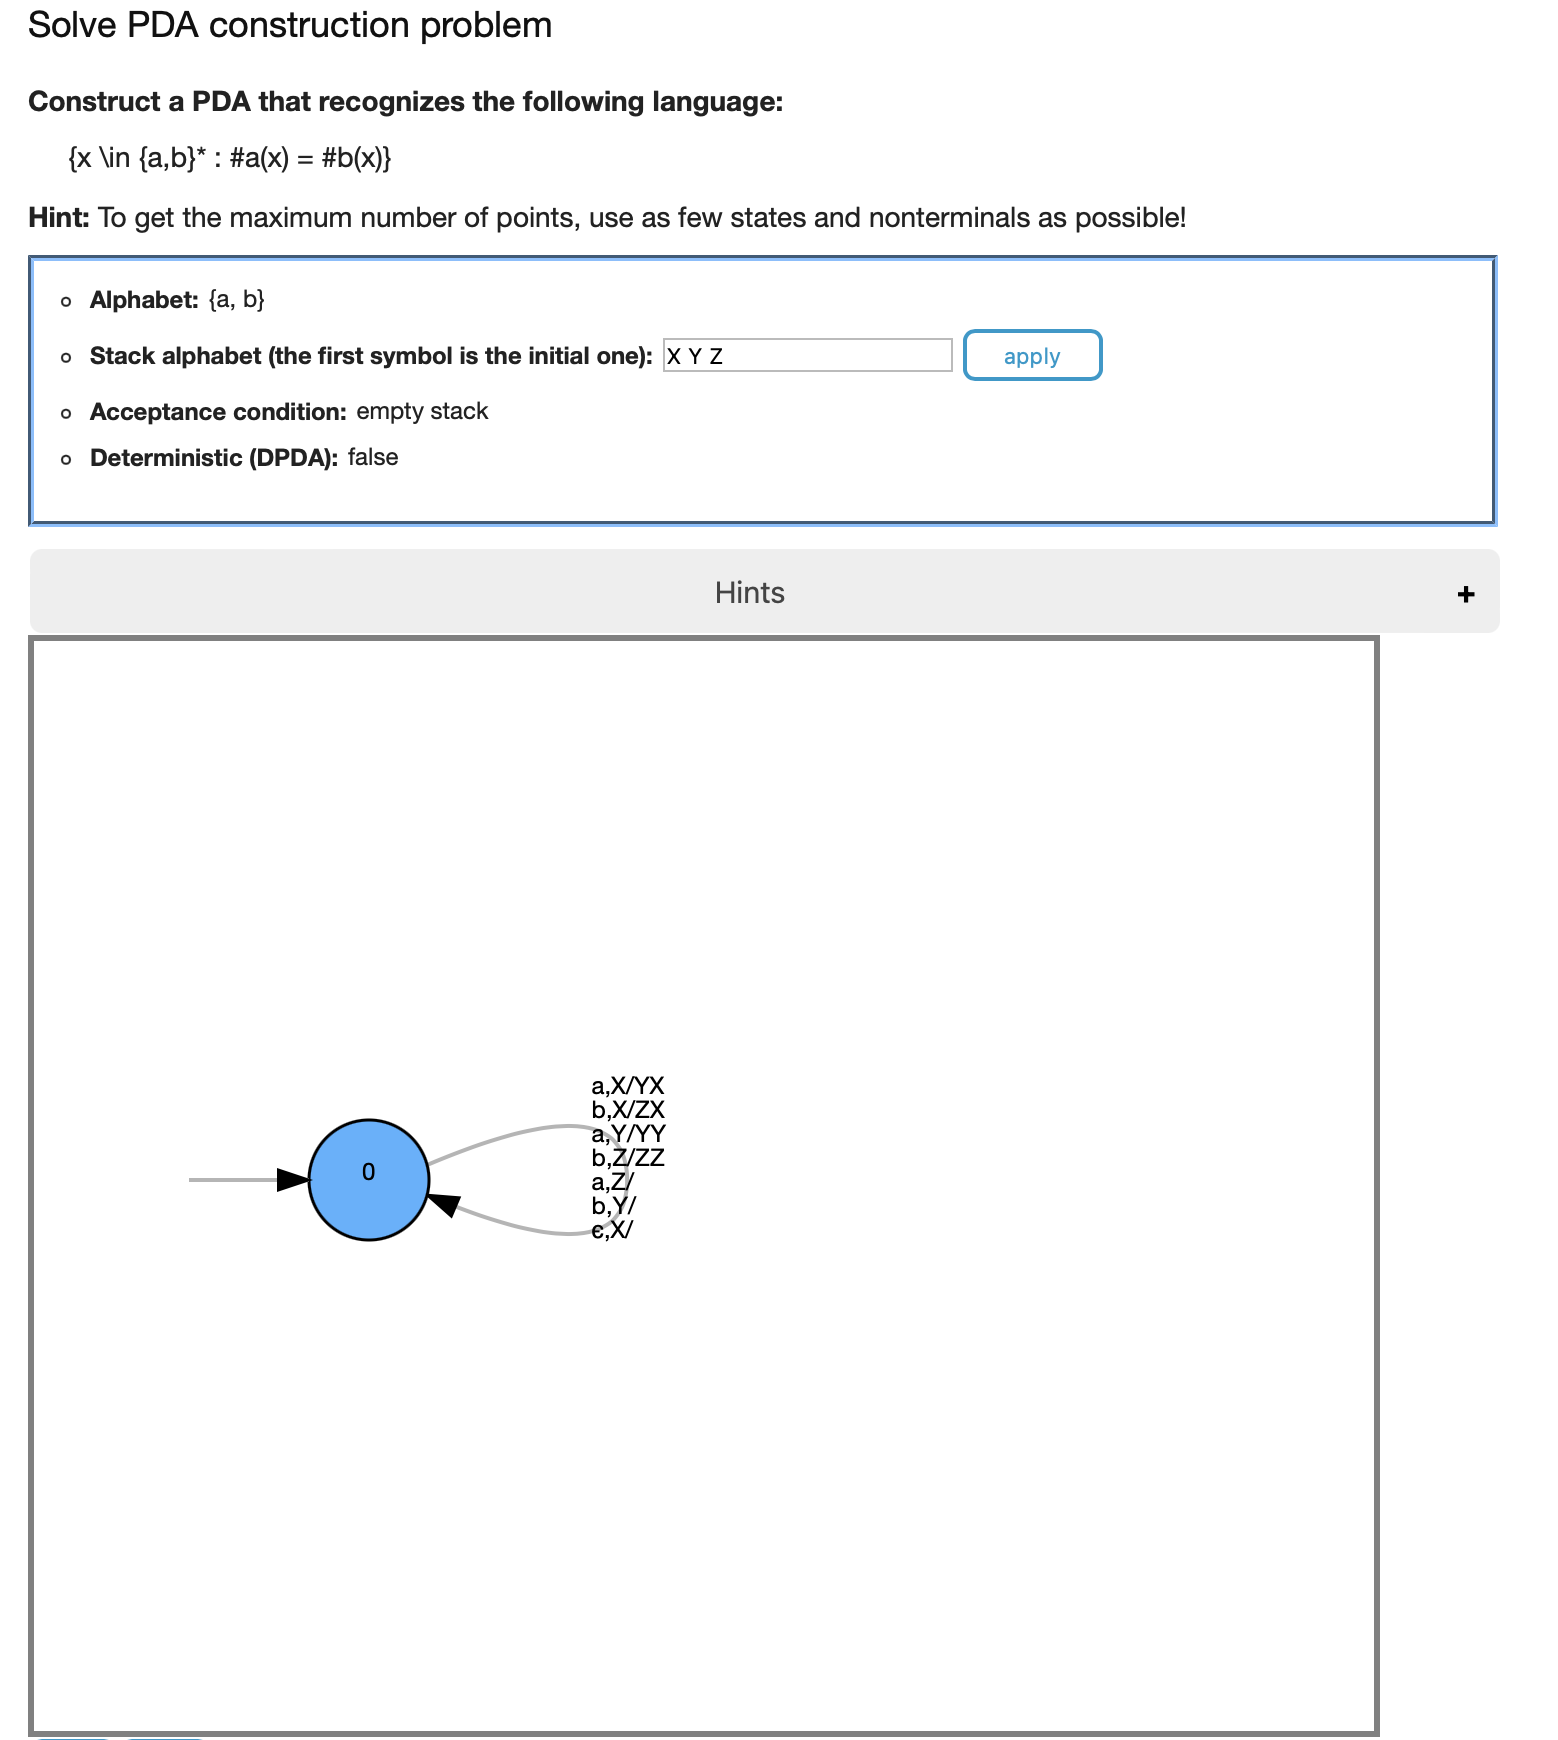 Solve PDA construction problem
Construct a PDA that recognizes the following language:
{x \in {a,b}* : #a(x) = #b(x)}
Hint: To get the maximum number of points, use as few states and nonterminals as possible!
Alphabet: {a, b}
Stack alphabet (the first symbol is the initial one): X Y Z apply
Acceptance condition: empty stack
Deterministic (DPDA): false
Hints +
a,X/YX
b,X/ZX
a,Y/YY
b,Z/ZZ
0
a,Z/
b,Y/
є,X/